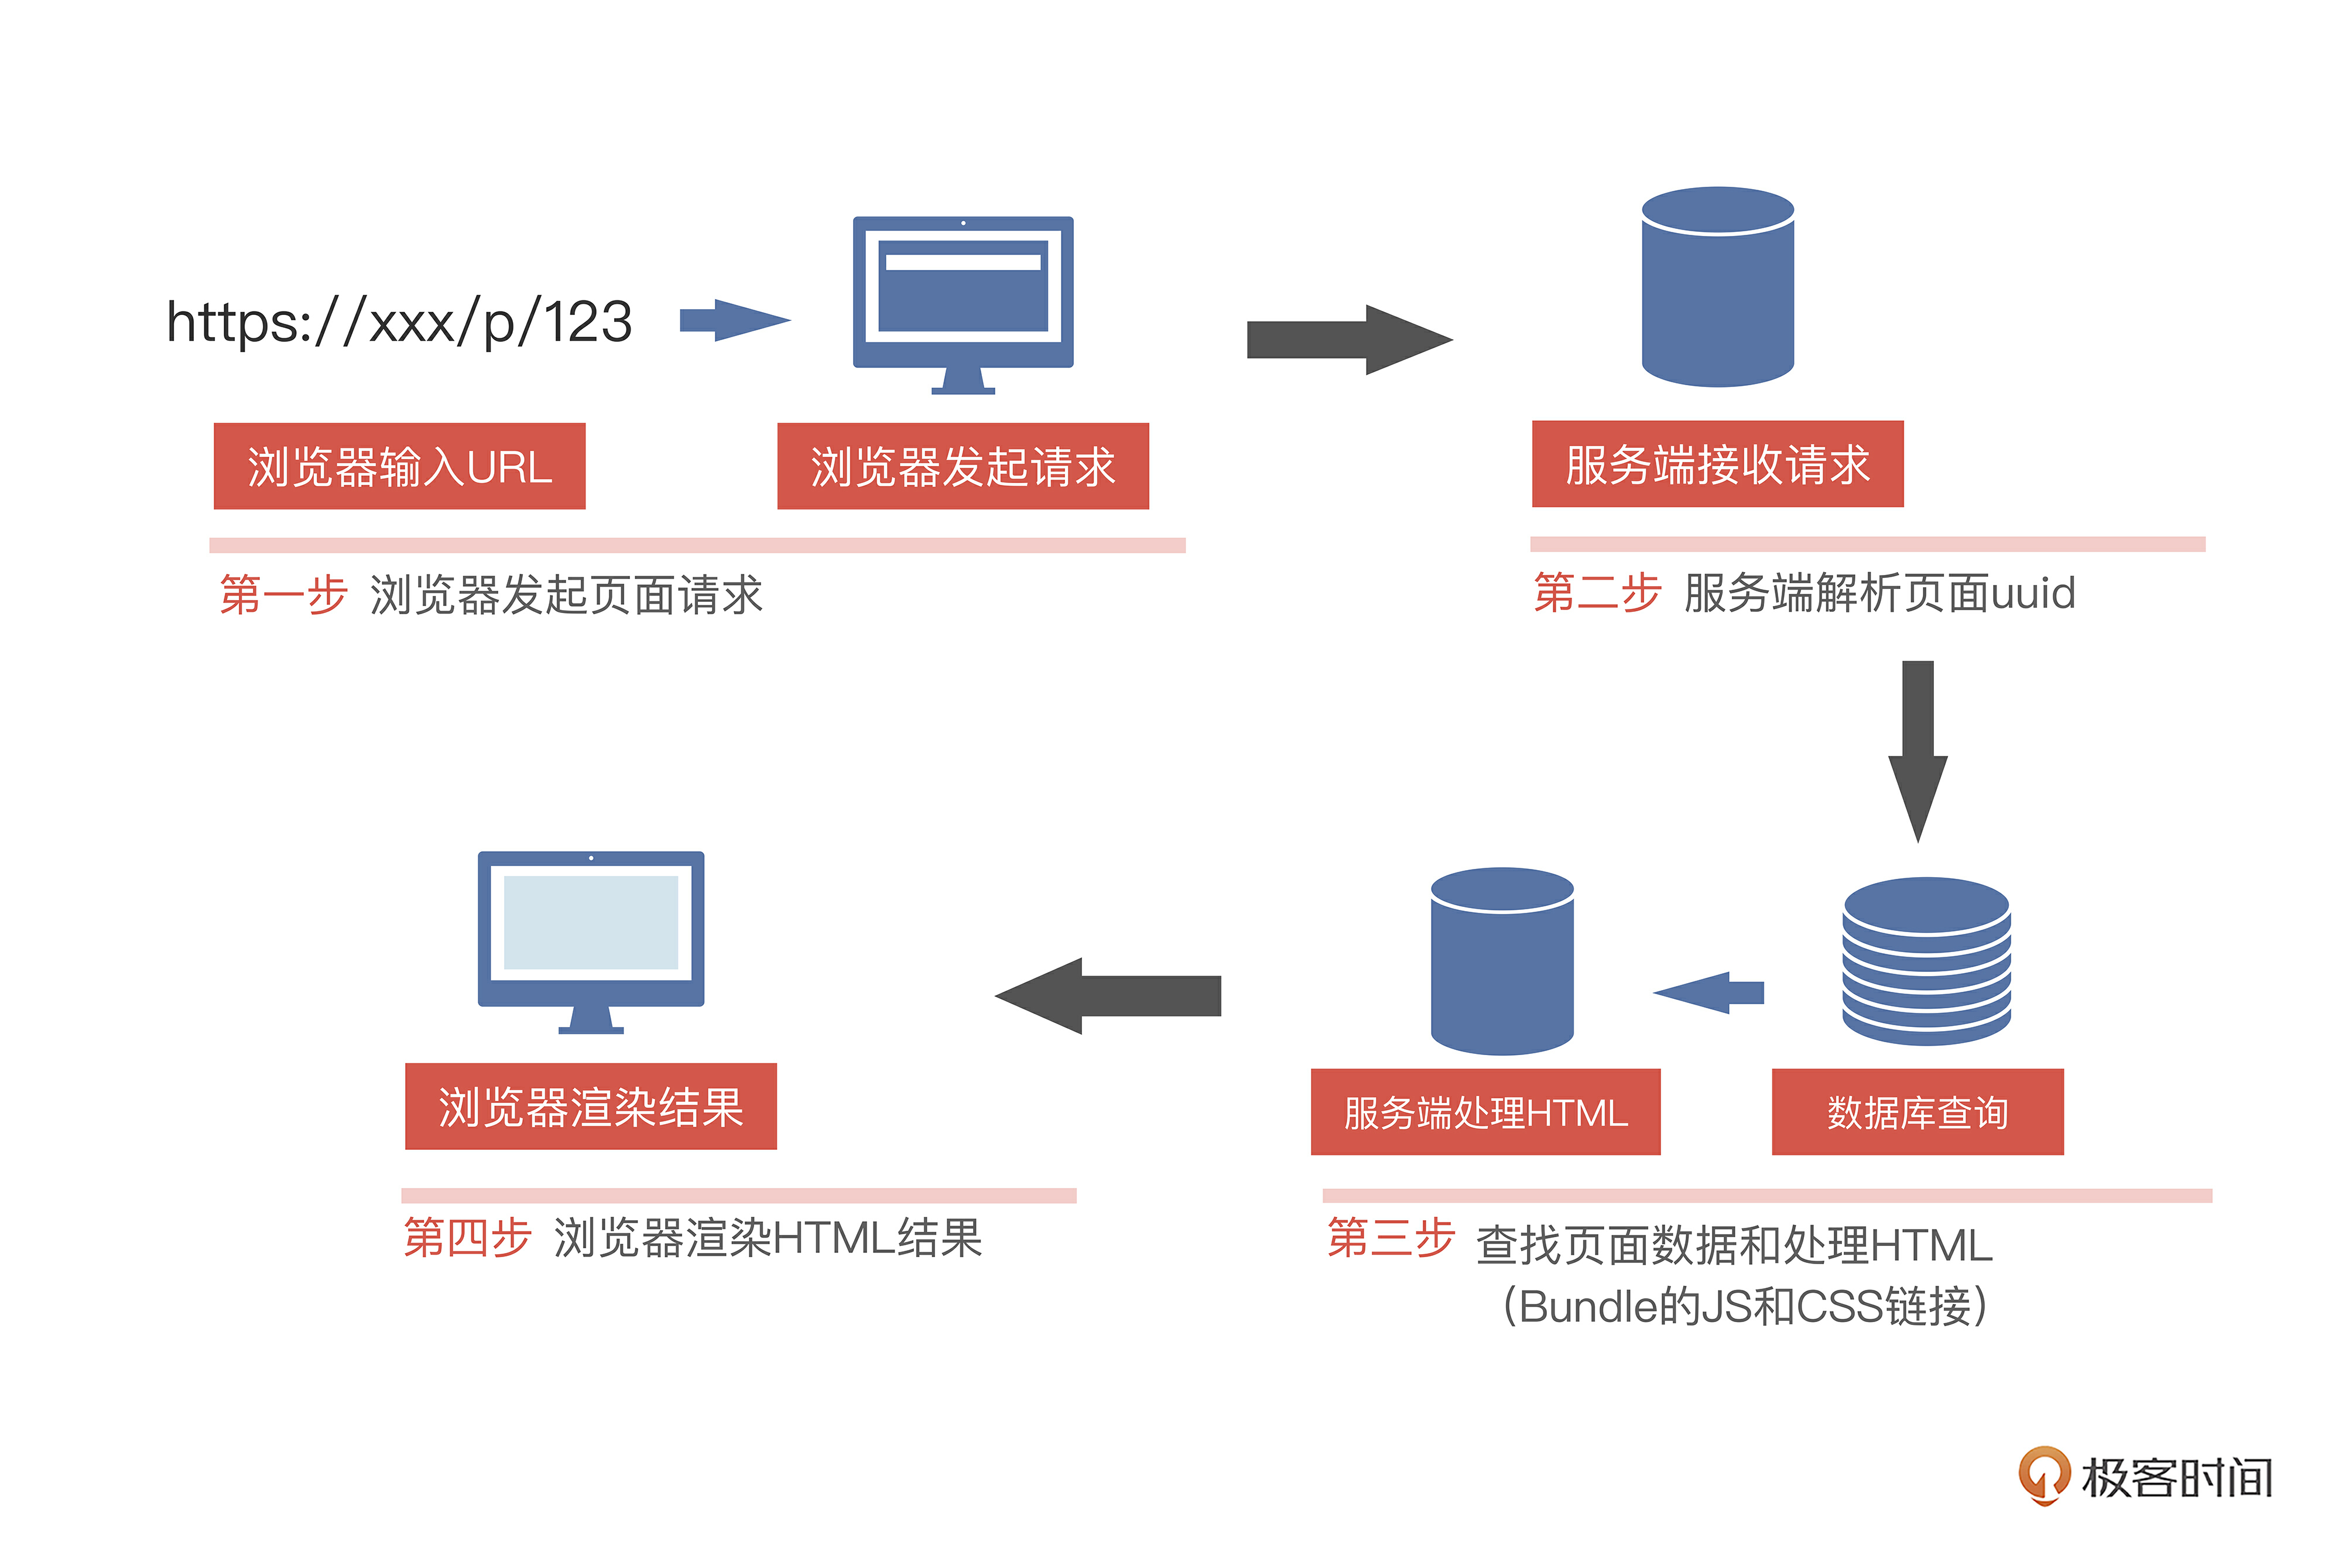 https://xxx/p/123
浏览器输入URL
浏览器发起请求
第一步 浏览器发起页面请求
服务端接收请求
第二步 服务端解析页面uuid
数据库查询
服务端处理HTML
第三步 查找页面数据和处理HTML
（Bundle的JS和CSS链接）
浏览器渲染结果
第四步 浏览器渲染HTML结果
极客时间